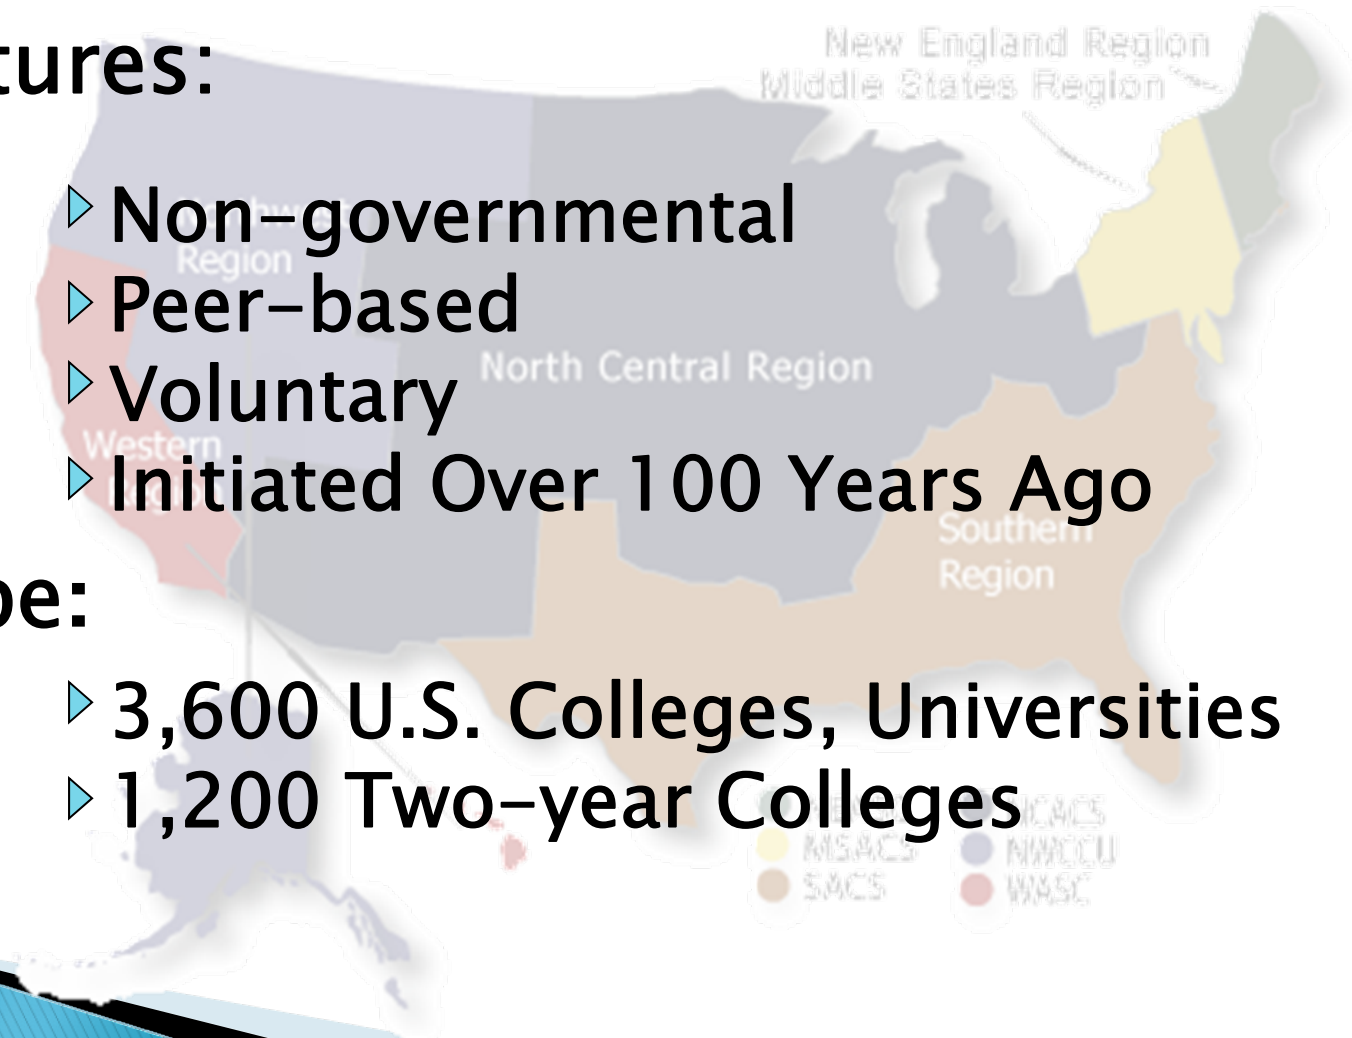 tures:
New England Region
Middle States Region
Non-governmental
Region
Peer-based
North Central Region
Voluntary
Western
Region
Initiated Over 100 Years Ago
Southern
Region
pe:
3,600 U.S. Colleges, Universities
1,200 Two-year Colleges
NCACS
MSACS
NWCCU
SACS
WASC